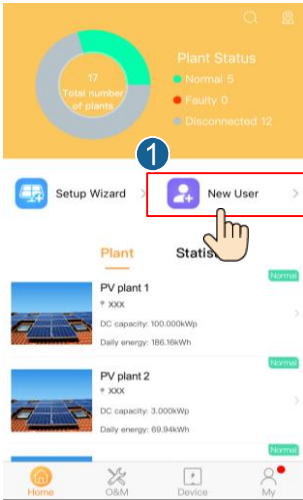 Plant Status
17
Total number
of plants
Normal 5
Faulty 0
Disconnected 12
1
Setup Wizard
New User
Plant
Statis
Normal
PV plant 1
XXX
DC capacity: 100.000kWp
Daily energy: 186.16kWh
Normal
PV plant 2
XXX
DC capacity: 3.000kWp
Daily energy: 69.94kWh
Normal
Home
O&M
Device
My